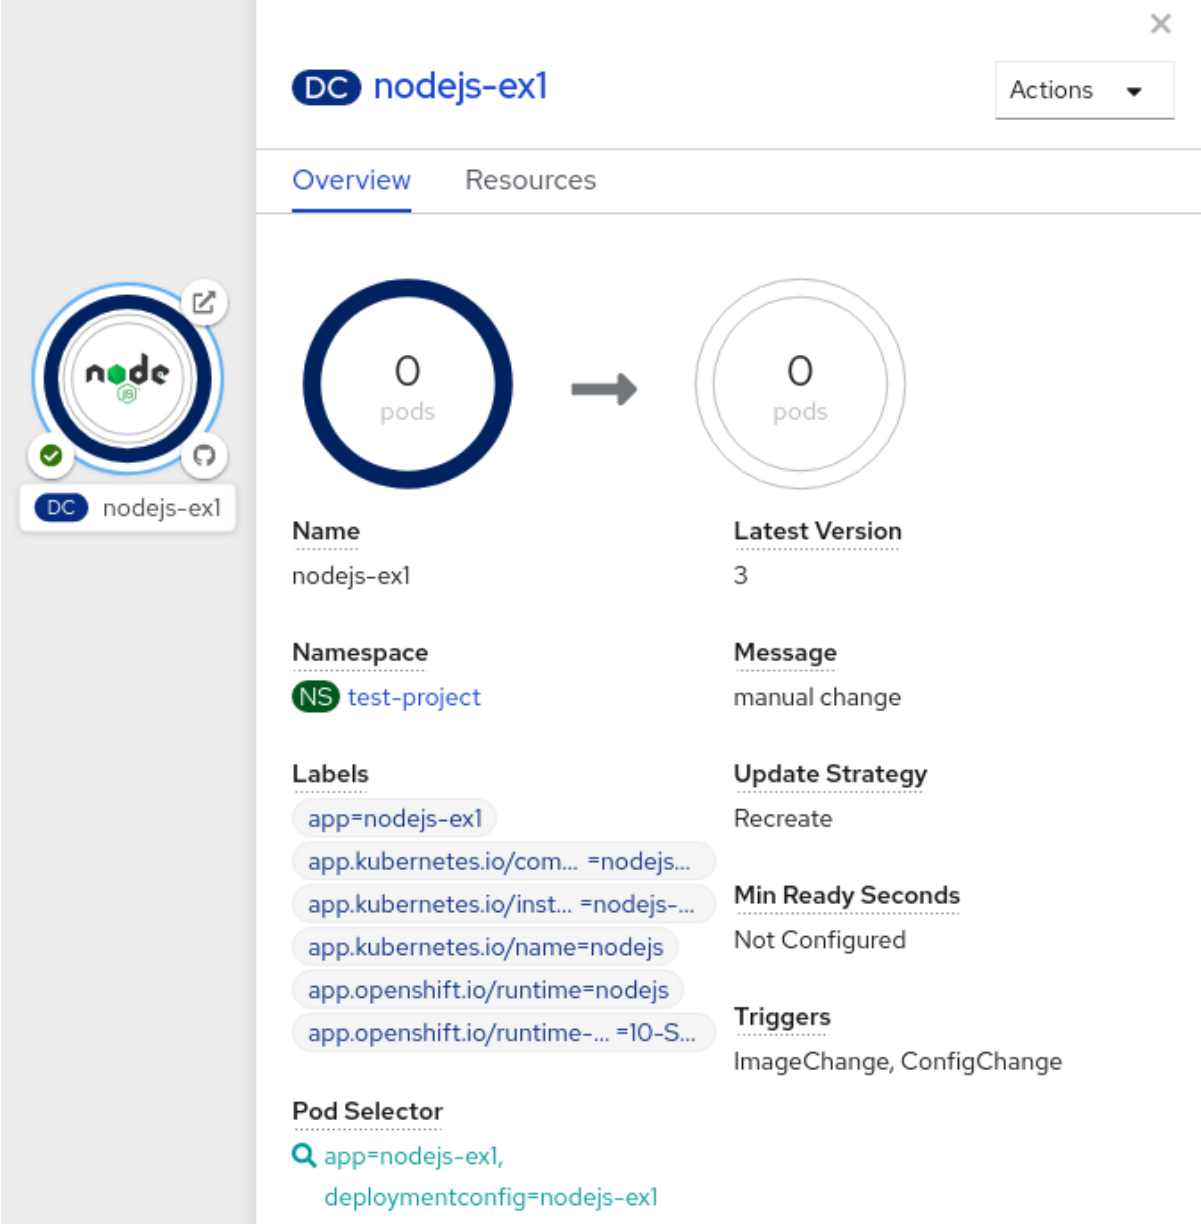 DC nodejs-ex1
Actions
Overview Resources
node
JS
DC nodejs-ex1
0
pods
0
pods
Name
nodejs-ex1
Latest Version
3
Namespace
NS test-project
Message
manual change
Labels
app=nodejs-ex1
app.kubernetes.io/com... =nodejs...
app.kubernetes.io/inst... =nodejs-...
app.kubernetes.io/name=nodejs
app.openshift.io/runtime=nodejs
app.openshift.io/runtime-... =10-S...
Update Strategy
Recreate
Min Ready Seconds
Not Configured
Triggers
ImageChange, ConfigChange
Pod Selector
app=nodejs-ex1,
deploymentconfig=nodejs-ex1